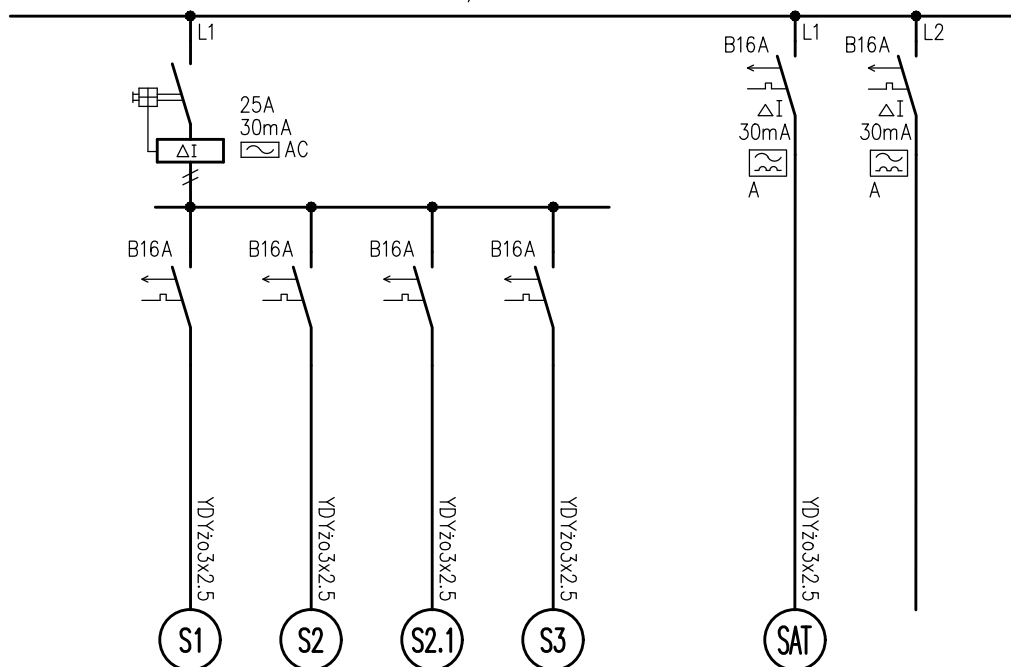 L1
L1
L2
B16A
B16A
25A
30mA
AC
ΔI
ΔI
30mA
A
ΔI
30mA
A
B16A
B16A
B16A
B16A
YDYżo3x2.5
YDYżo3x2.5
YDYżo3x2.5
YDYżo3x2.5
YDYżo3x2.5
S1
S2
S2.1
S3
SAT